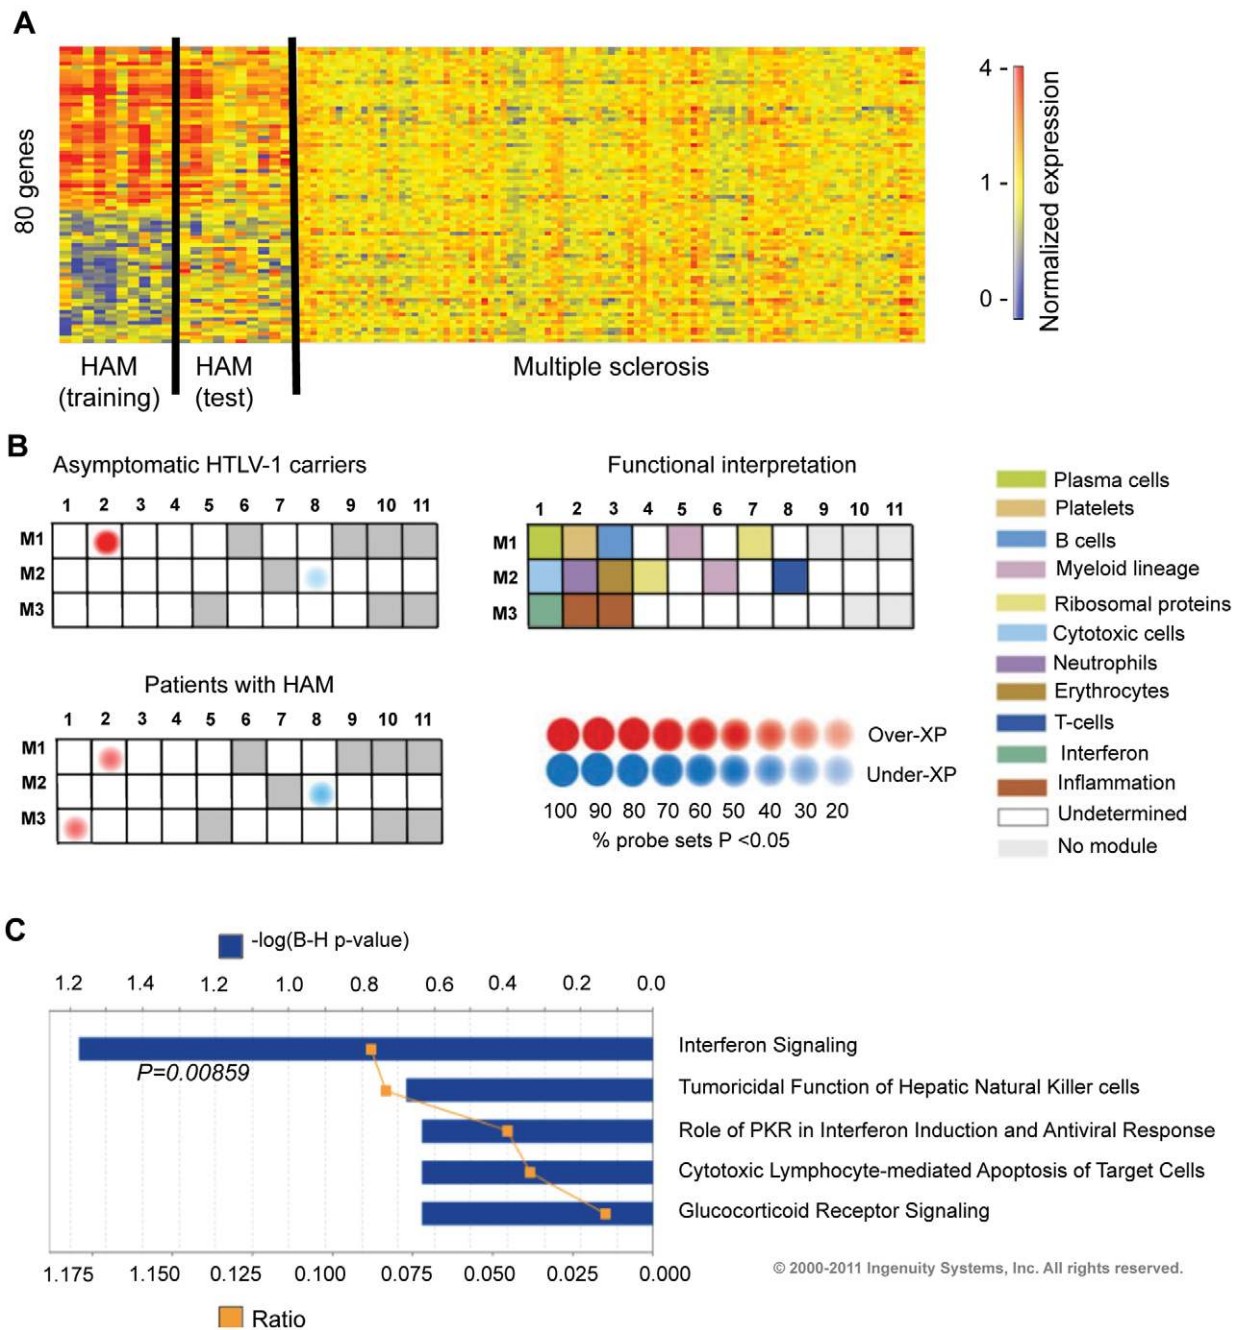 A
80 genes
4
1
0
Normalized expression
HAM
(training)
HAM
(test)
Multiple sclerosis
B
Asymptomatic HTLV-1 carriers
1 2 3 4 5 6 7 8 9 10 11
M1
M2
M3
Functional interpretation
1 2 3 4 5 6 7 8 9 10 11
M1
M2
M3
Plasma cells
Platelets
B cells
Myeloid lineage
Ribosomal proteins
Cytotoxic cells
Neutrophils
Erythrocytes
T-cells
Interferon
Inflammation
Undetermined
No module
Patients with HAM
1 2 3 4 5 6 7 8 9 10 11
M1
M2
M3
Over-XP
Under-XP
100 90 80 70 60 50 40 30 20
% probe sets P <0.05
C
-log(B-H p-value)
1.2 1.4 1.2 1.0 0.8 0.6 0.4 0.2 0.0
Interferon Signaling
P=0.00859
Tumoricidal Function of Hepatic Natural Killer cells
Role of PKR in Interferon Induction and Antiviral Response
Cytotoxic Lymphocyte-mediated Apoptosis of Target Cells
Glucocorticoid Receptor Signaling
1.175 1.150 0.125 0.100 0.075 0.050 0.025 0.000
© 2000-2011 Ingenuity Systems, Inc. All rights reserved.
Ratio